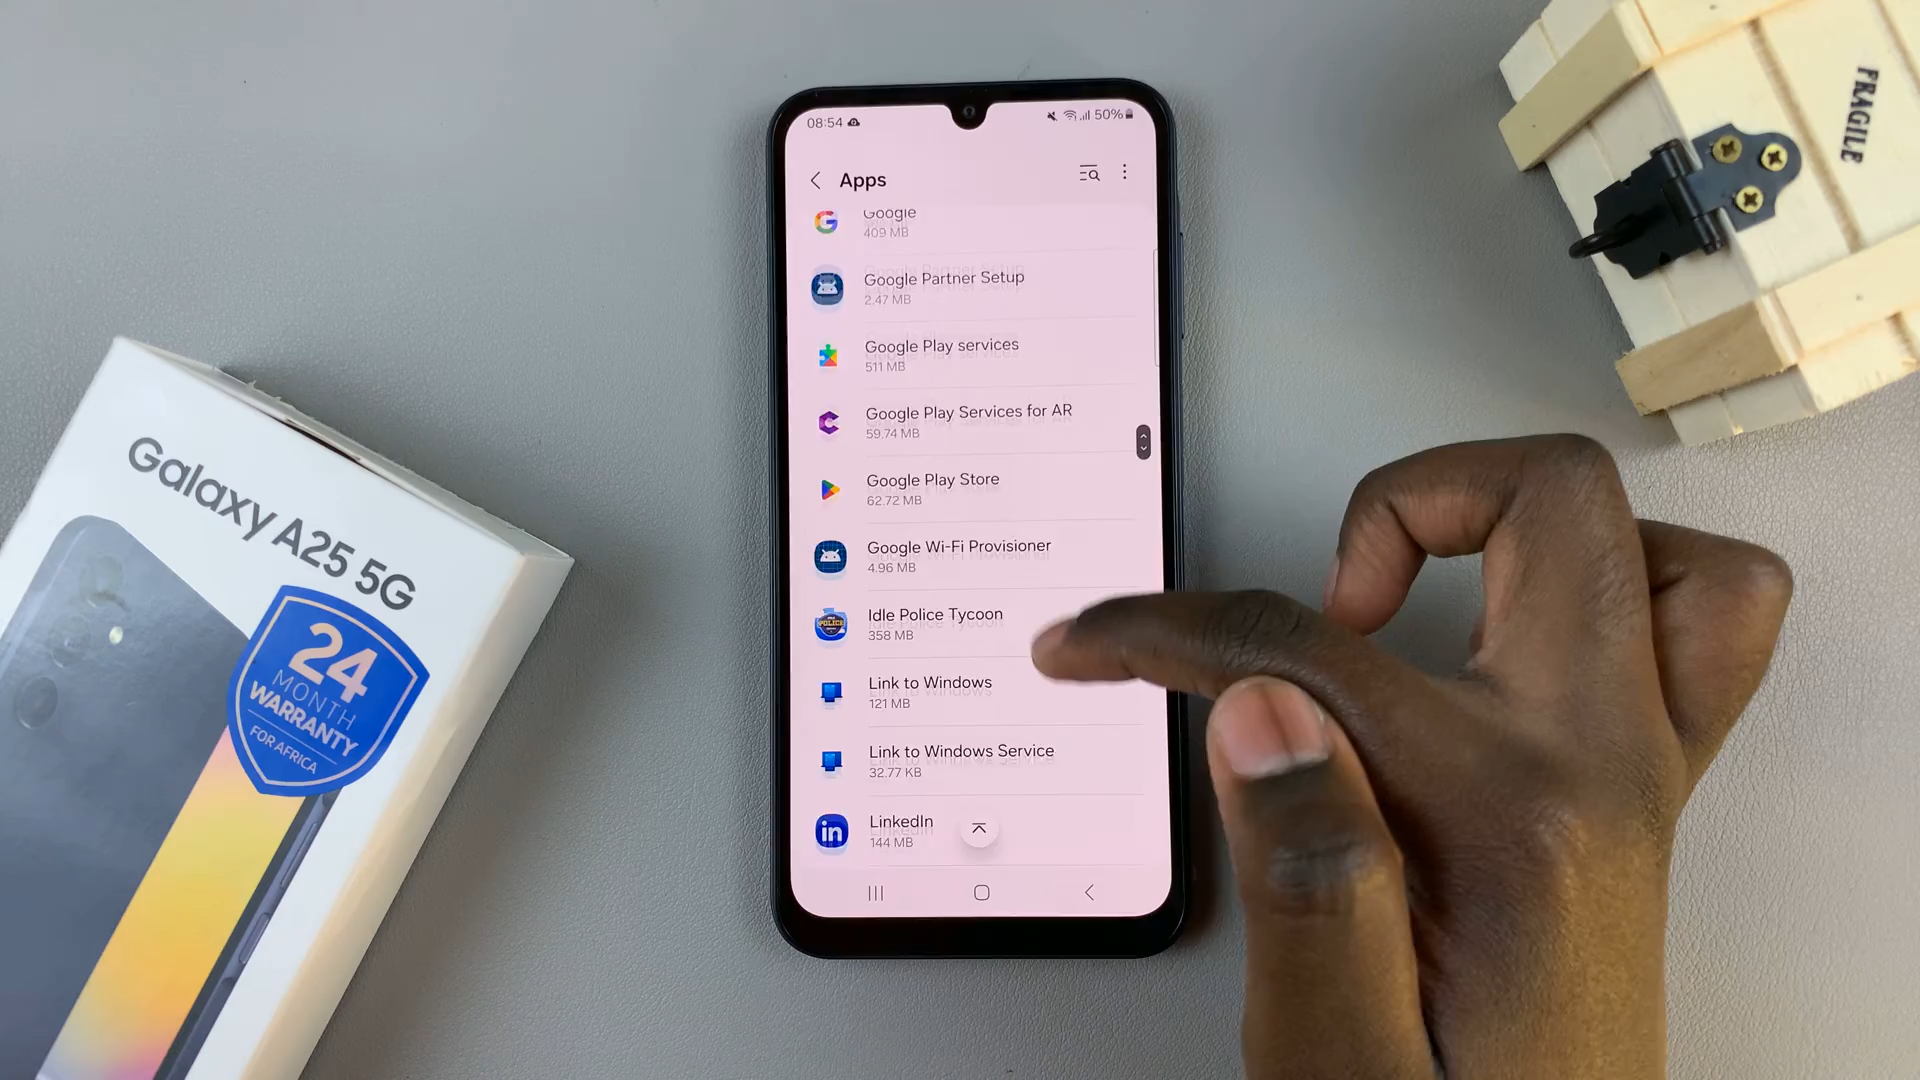 08:54
50%
Apps
Google
409 MB
Google Partner Setup
2.47 MB
Google Play services
511 MB
Google Play Services for AR
59.74 MB
Google Play Store
62.72 MB
Google Wi-Fi Provisioner
4.96 MB
Idle Police Tycoon
358 MB
Link to Windows
121 MB
Link to Windows Service
32.77 KB
LinkedIn
144 MB
in
POLICE
Galaxy A25 5G
24
MONTH
WARRANTY
FOR AFRICA
FRAGILE